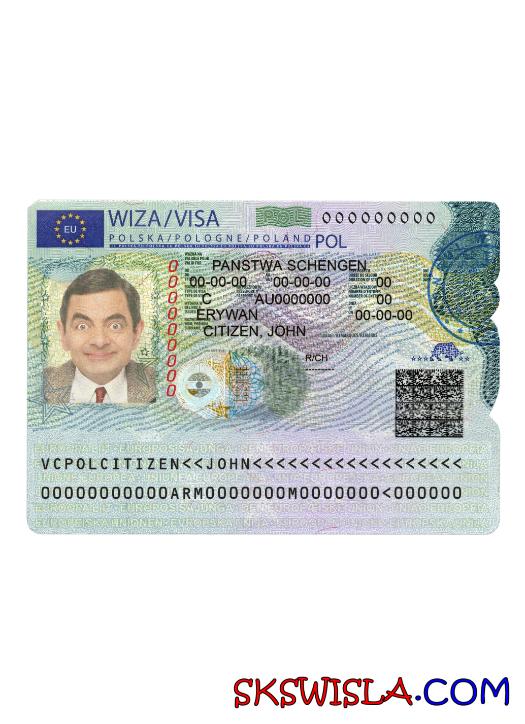 EU
WIZA/VISA
POL
000000000
POLSKA/POLOGNE/POLAND
POL
PANSTWA SCHENGEN
00-00-00 00-00-00 00
C AU0000000 00
ERYWAN 00-00-00
CITIZEN, JOHN
R/CH
000000000
VCPOLCITIZEN<<JOHN<<<<<<<<<<<<<<<<<<
00000000000ARM0000000M0000000<000000
SKSWISLA.COM